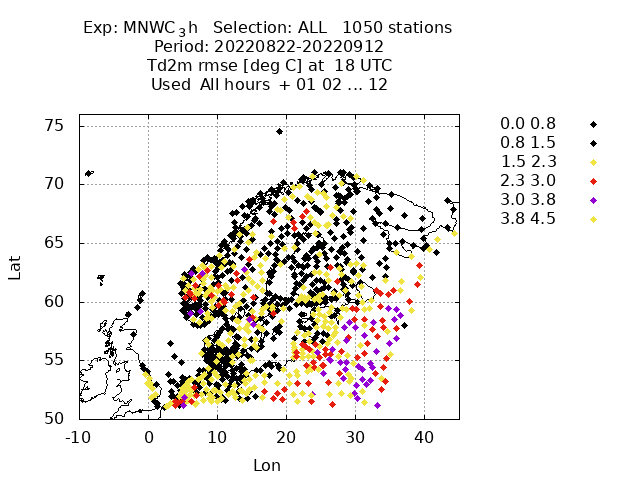 Exp: MNWC_3h   Selection: ALL   1050 stations
Period: 20220822-20220912
Td2m rmse [deg C] at  18 UTC
Used  All hours  + 01 02 ... 12
75
70
65
60
55
50
Lat
-10 0 10 20 30 40
Lon
0.0 0.8
0.8 1.5
1.5 2.3
2.3 3.0
3.0 3.8
3.8 4.5